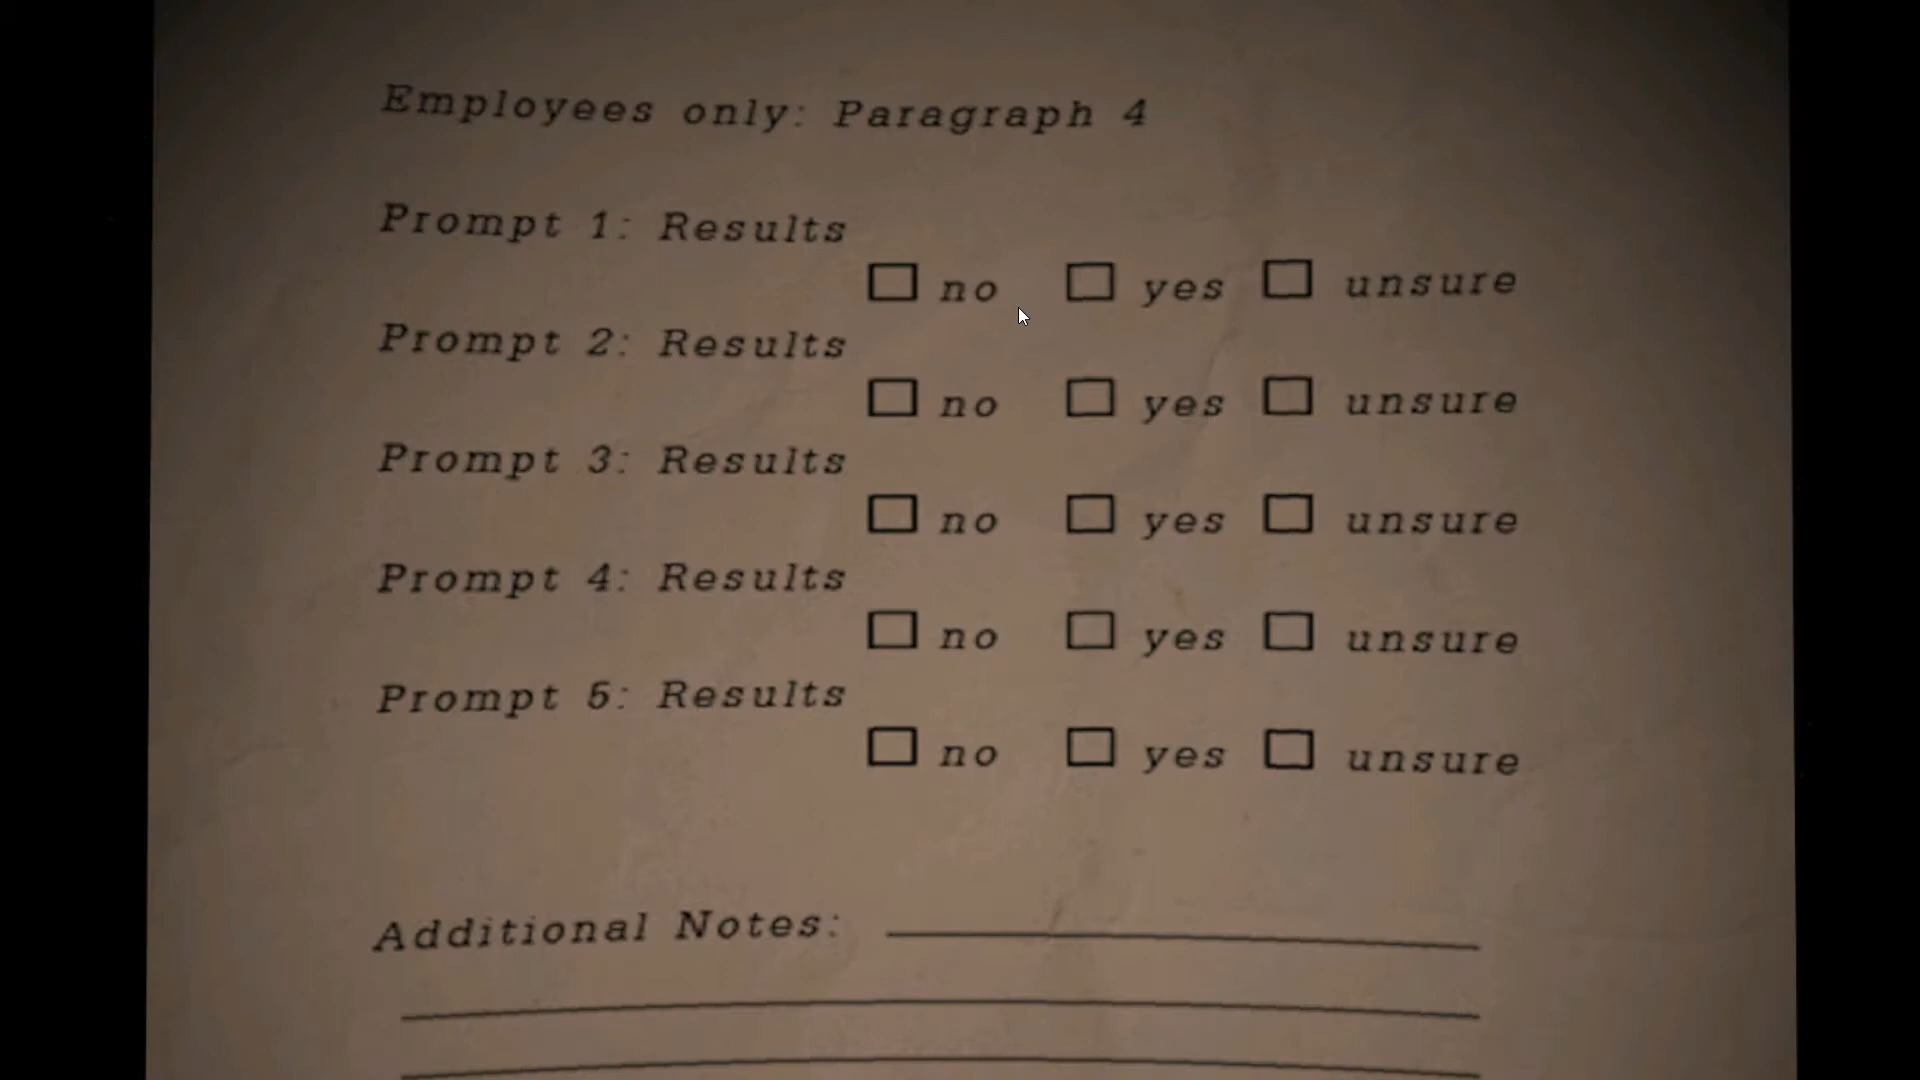 Employees only: Paragraph 4
Prompt 1: Results
no yes unsure
Prompt 2: Results
no yes unsure
Prompt 3: Results
no yes unsure
Prompt 4: Results
no yes unsure
Prompt 5: Results
no yes unsure
Additional Notes: